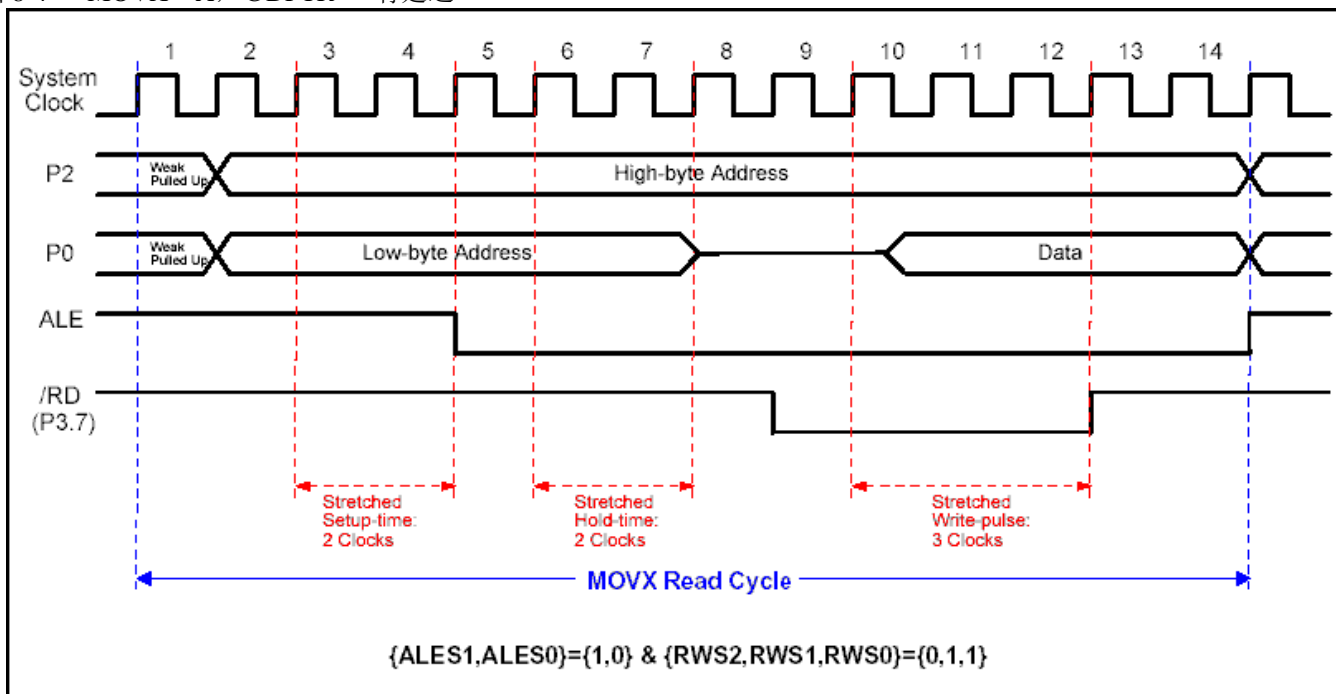 MOVX A, @DPTR
1 2 3 4 5 6 7 8 9 10 11 12 13 14
System
Clock
P2
Weak
Pulled Up
High-byte Address
P0
Weak
Pulled Up
Low-byte Address
Data
ALE
/RD
(P3.7)
Stretched
Setup-time:
2 Clocks
Stretched
Hold-time:
2 Clocks
Stretched
Write-pulse:
3 Clocks
MOVX Read Cycle
{ALES1,ALES0}={1,0} & {RWS2,RWS1,RWS0}={0,1,1}